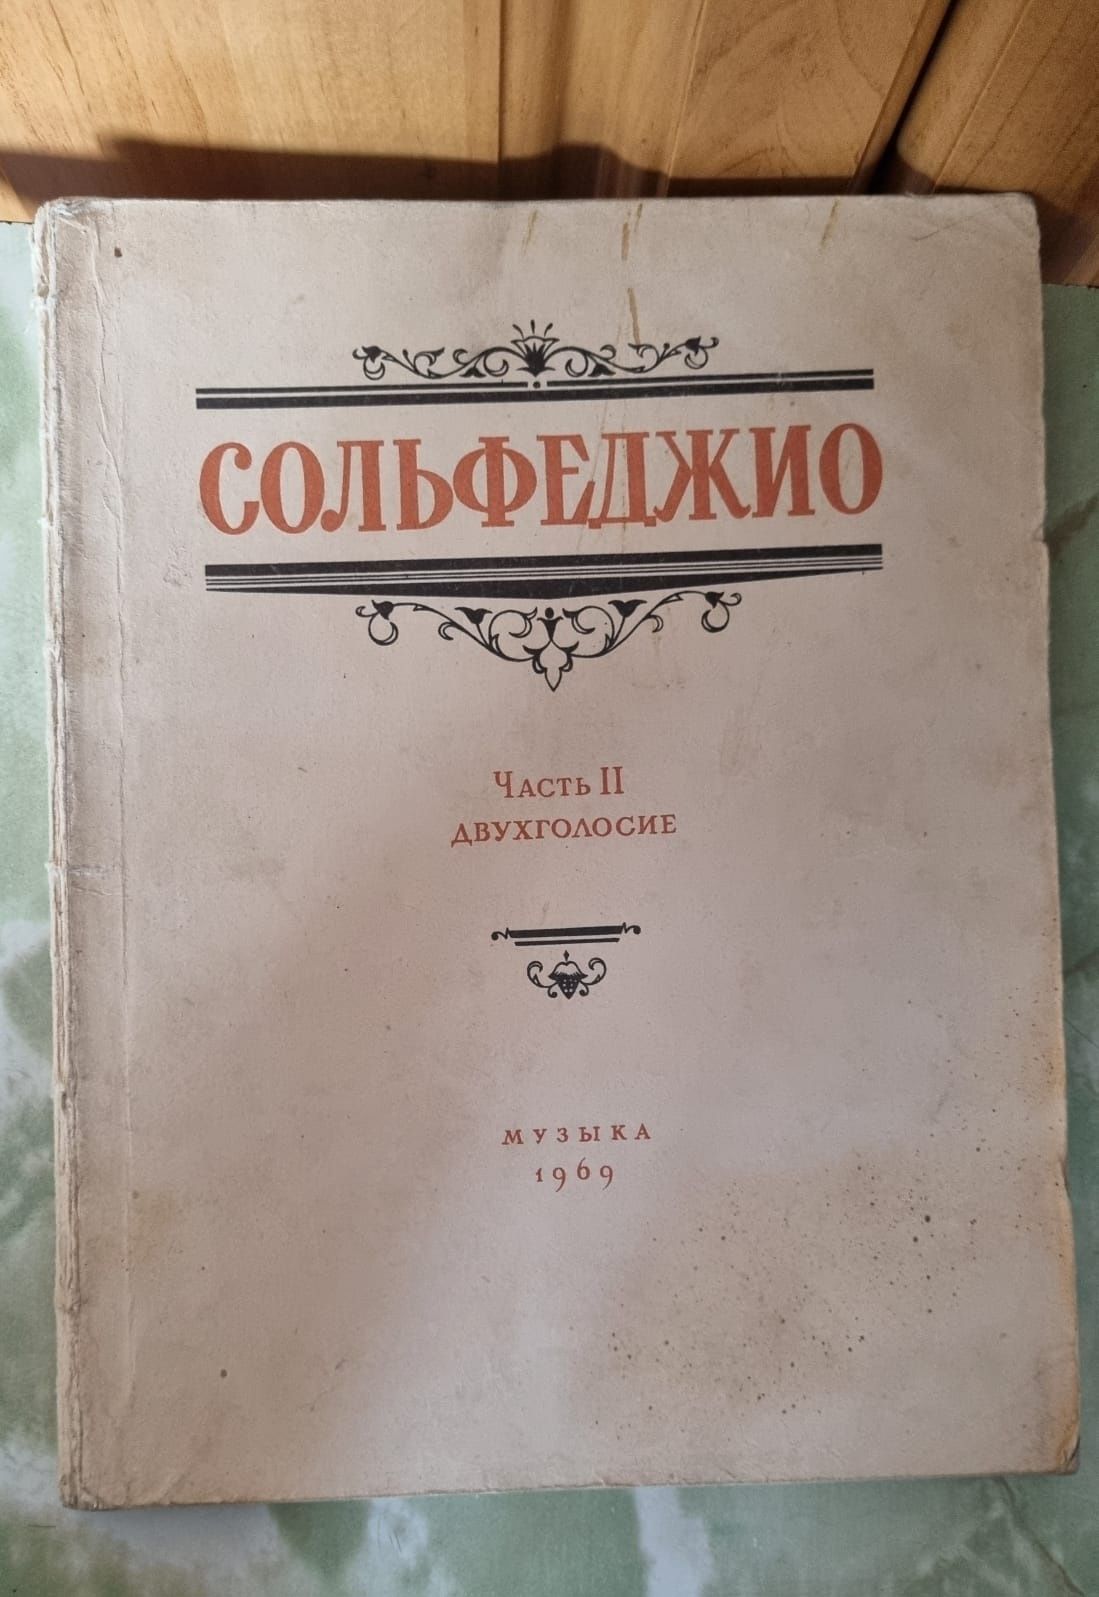 СОЛЬФЕДЖИО
Часть II
двухголосие
МУЗЫКА
1969